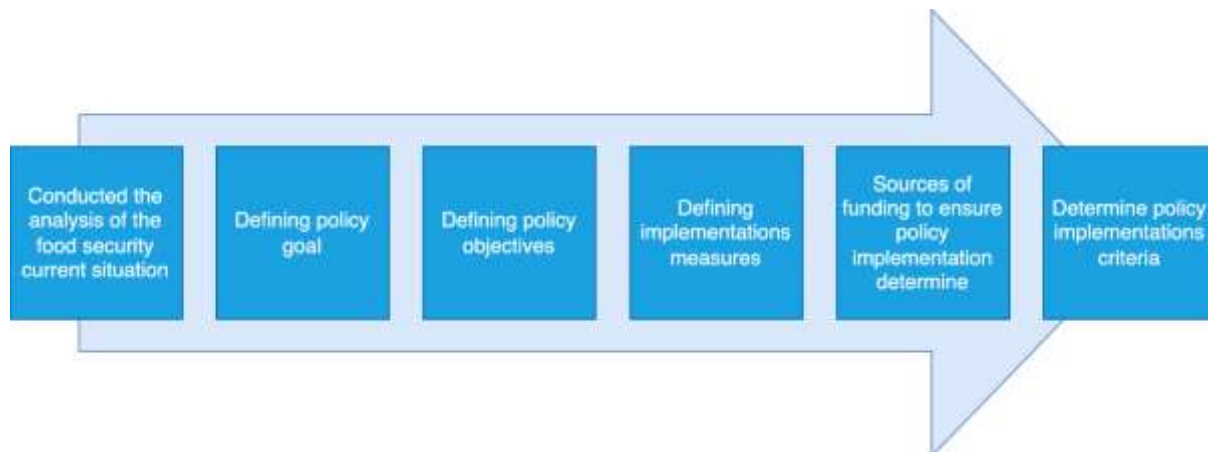 Conducted the
analysis of the
food security
current situation
Defining policy
goal
Defining policy
objectives
Defining
implementations
measures
Sources of
funding to ensure
policy
implementation
determine
Determine policy
implementations
criteria